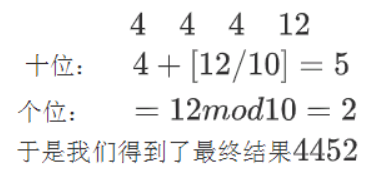 4 4 4 12
十位： 4 + [12/10] = 5
个位： = 12mod10 = 2
于是我们得到了最终结果4452